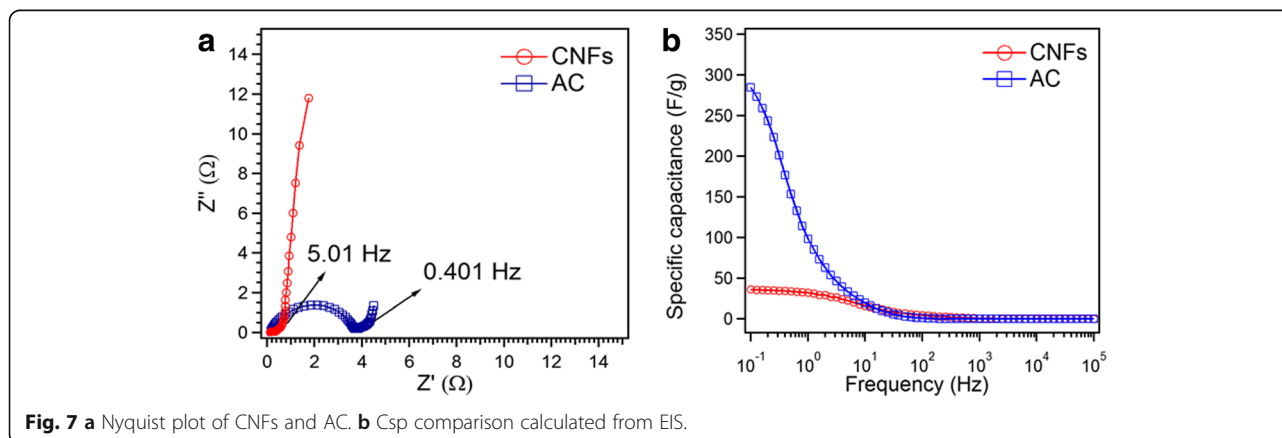 a
14
12
10
8
6
4
2
0
Z'' (Ω)
CNFs
AC
5.01 Hz
0.401 Hz
0 2 4 6 8 10 12 14
Z' (Ω)
b
350
300
250
200
150
100
50
0
Specific capacitance (F/g)
CNFs
AC
10⁻¹ 10⁰ 10¹ 10² 10³ 10⁴ 10⁵
Frequency (Hz)
Fig. 7 a Nyquist plot of CNFs and AC. b Csp comparison calculated from EIS.